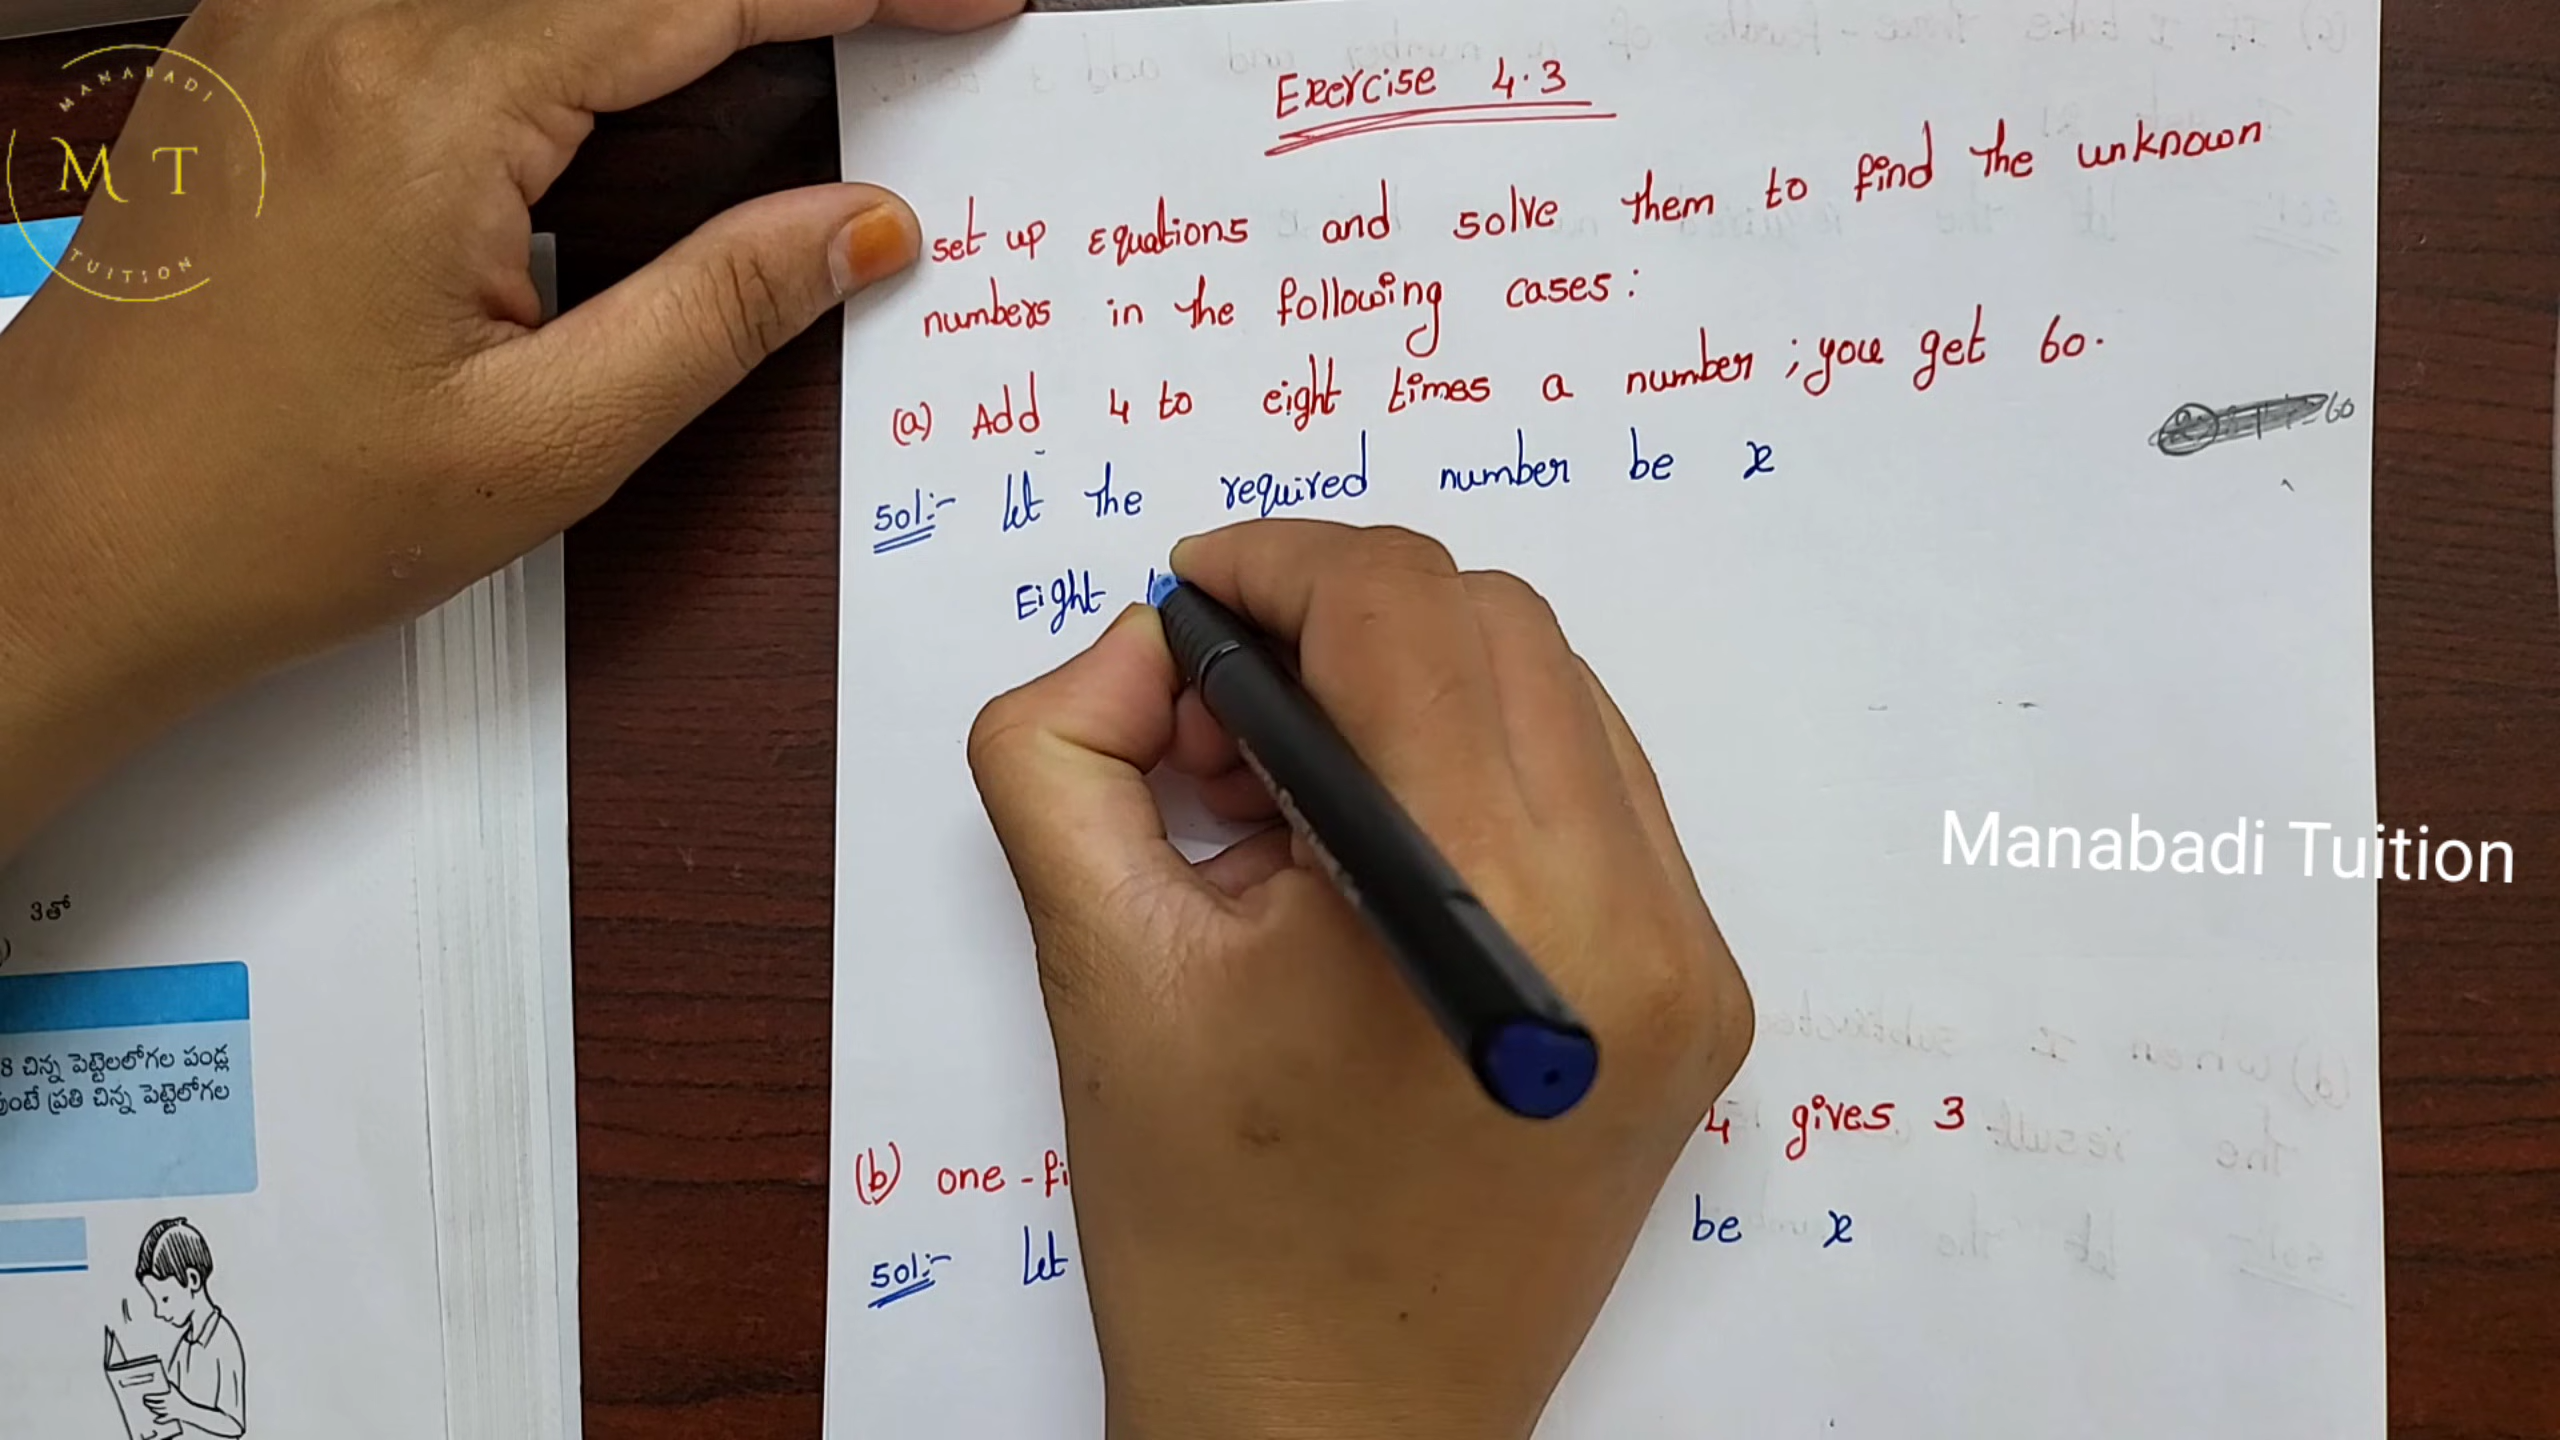 MANABADI
M T
TUITION
Exercise 4.3
set up Equations and solve them to find the unknown
numbers in the following cases:
(a) Add 4 to eight times a number; you get 60.
60
Sol:- let the required number be x
Eight
Manabadi Tuition
(b) one-fi 4 gives 3
Sol:- let be x
3తో
8 చిన్న పెట్టెలలోగల పండ్ల
ప్రతి చిన్న పెట్టెలోగల